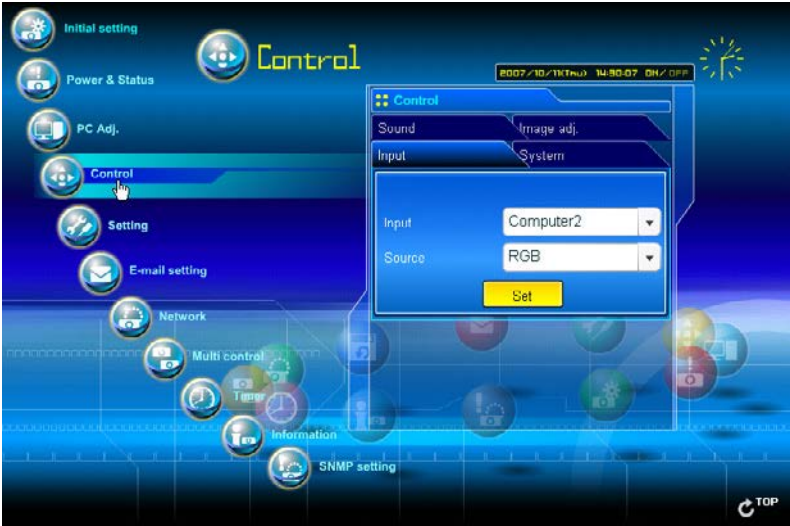 Initial setting
Power & Status
PC Adj.
Control
Setting
E-mail setting
Network
Multi control
Timer
Information
SNMP setting
Control
2007/10/11(Thu) 14:30:07 ON/OFF
Control
Sound Image adj.
Input System
Input Computer2
Source RGB
Set
TOP